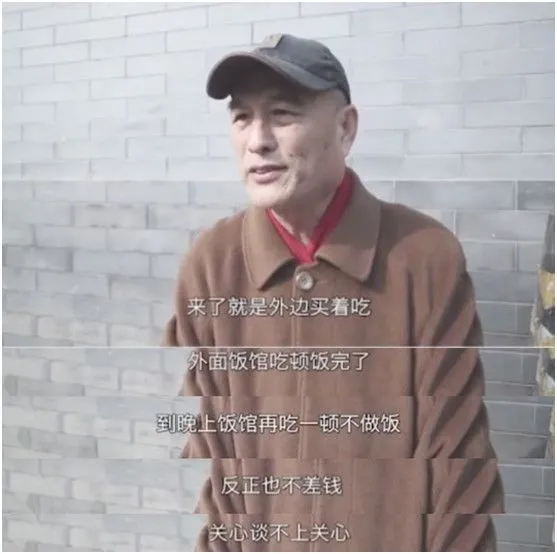 来了就是外边买着吃
外面饭馆吃顿饭完了
到晚上饭馆再吃一顿不做饭
反正也不差钱
关心谈不上关心